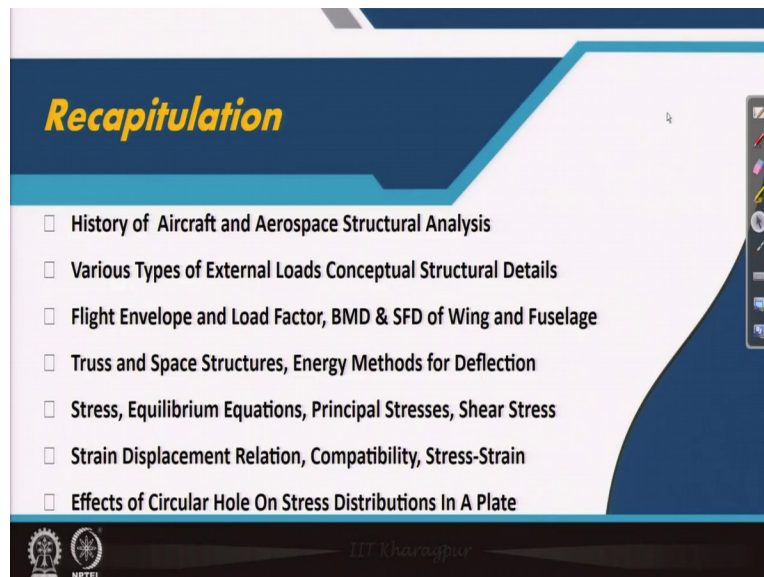 Recapitulation
History of Aircraft and Aerospace Structural Analysis
Various Types of External Loads Conceptual Structural Details
Flight Envelope and Load Factor, BMD & SFD of Wing and Fuselage
Truss and Space Structures, Energy Methods for Deflection
Stress, Equilibrium Equations, Principal Stresses, Shear Stress
Strain Displacement Relation, Compatibility, Stress-Strain
Effects of Circular Hole On Stress Distributions In A Plate
IIT Kharagpur
NPTEL